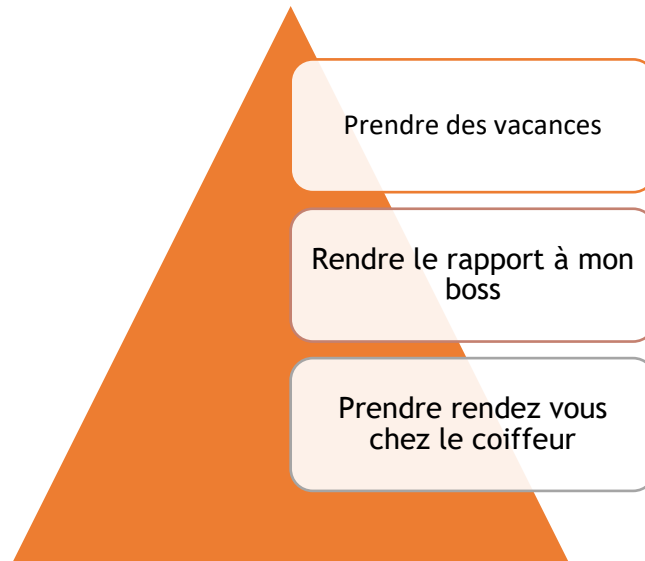 Prendre des vacances
Rendre le rapport à mon
boss
Prendre rendez vous
chez le coiffeur